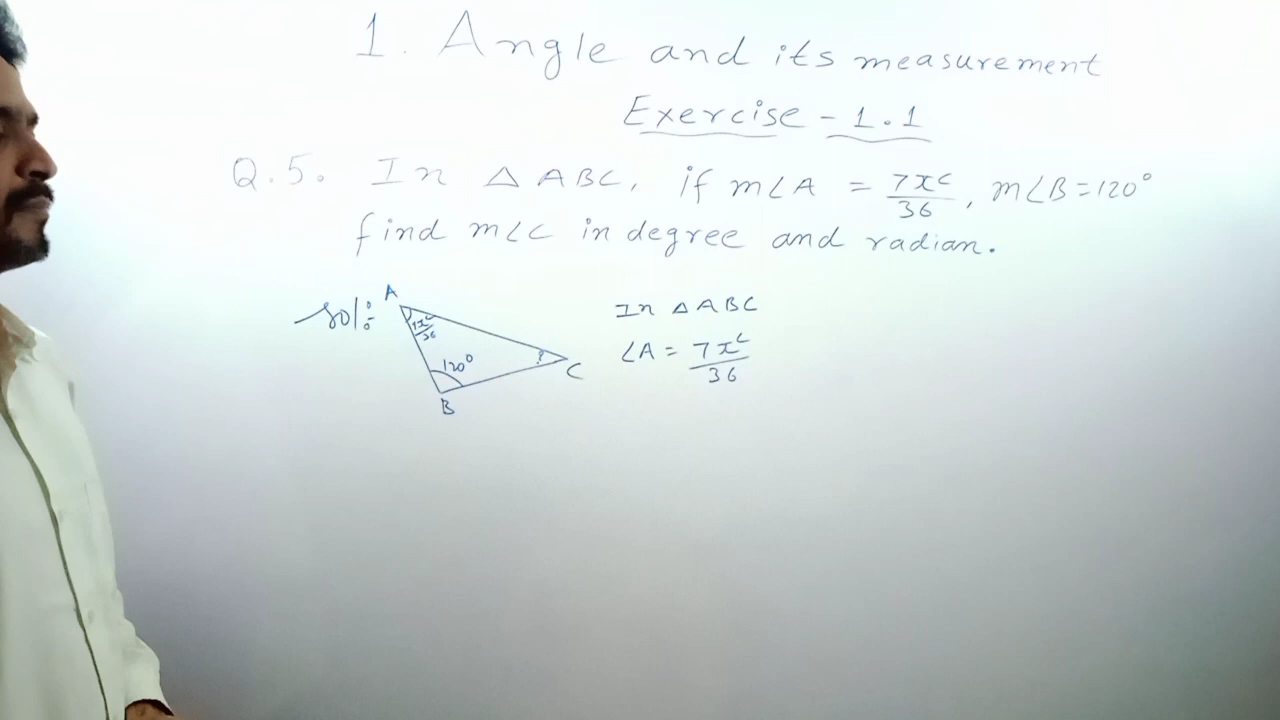 1. Angle and its measurement
Exercise - 1.1
Q.5. In △ ABC, if m∠A = 7π^c/36, m∠B = 120°
find m∠C in degree and radian.
Sol:-
A
7π^c/36
120°
?
B
C
In △ ABC
∠A = 7π^c/36